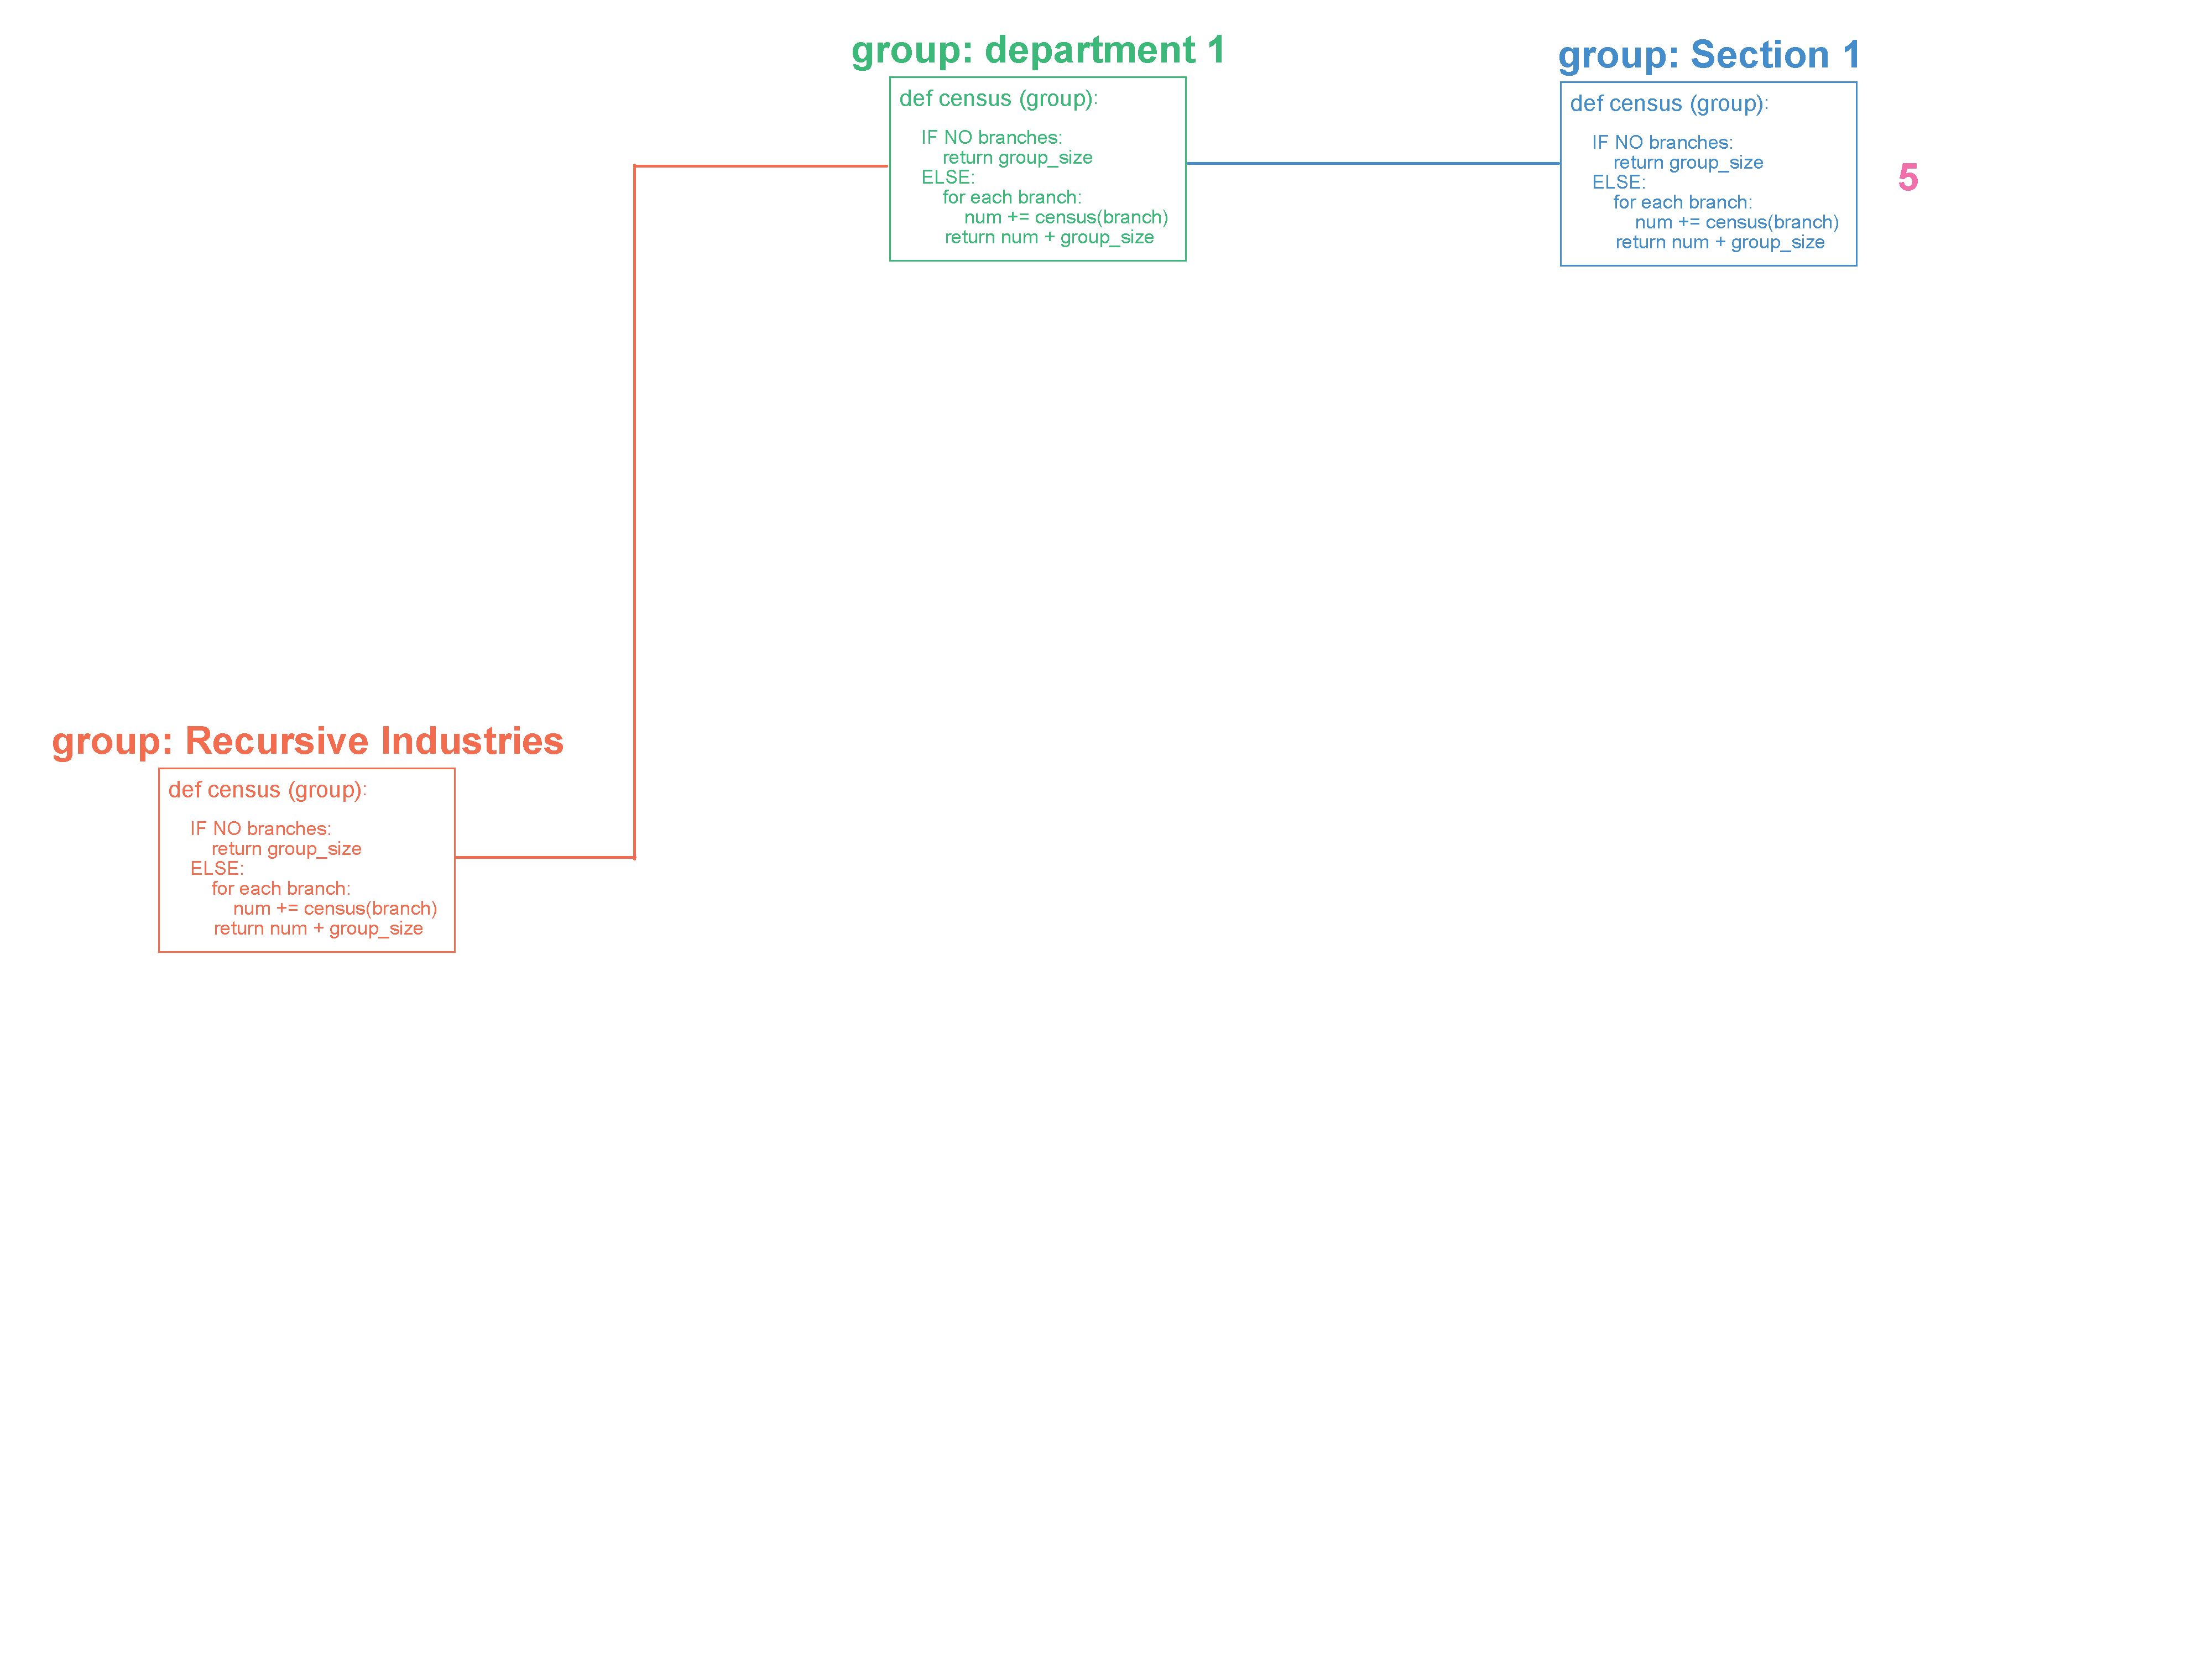 group: department 1
def census (group):
IF NO branches:
return group_size
ELSE:
for each branch:
num += census(branch)
return num + group_size
group: Section 1
def census (group):
IF NO branches:
return group_size
ELSE:
for each branch:
num += census(branch)
return num + group_size
5
group: Recursive Industries
def census (group):
IF NO branches:
return group_size
ELSE:
for each branch:
num += census(branch)
return num + group_size